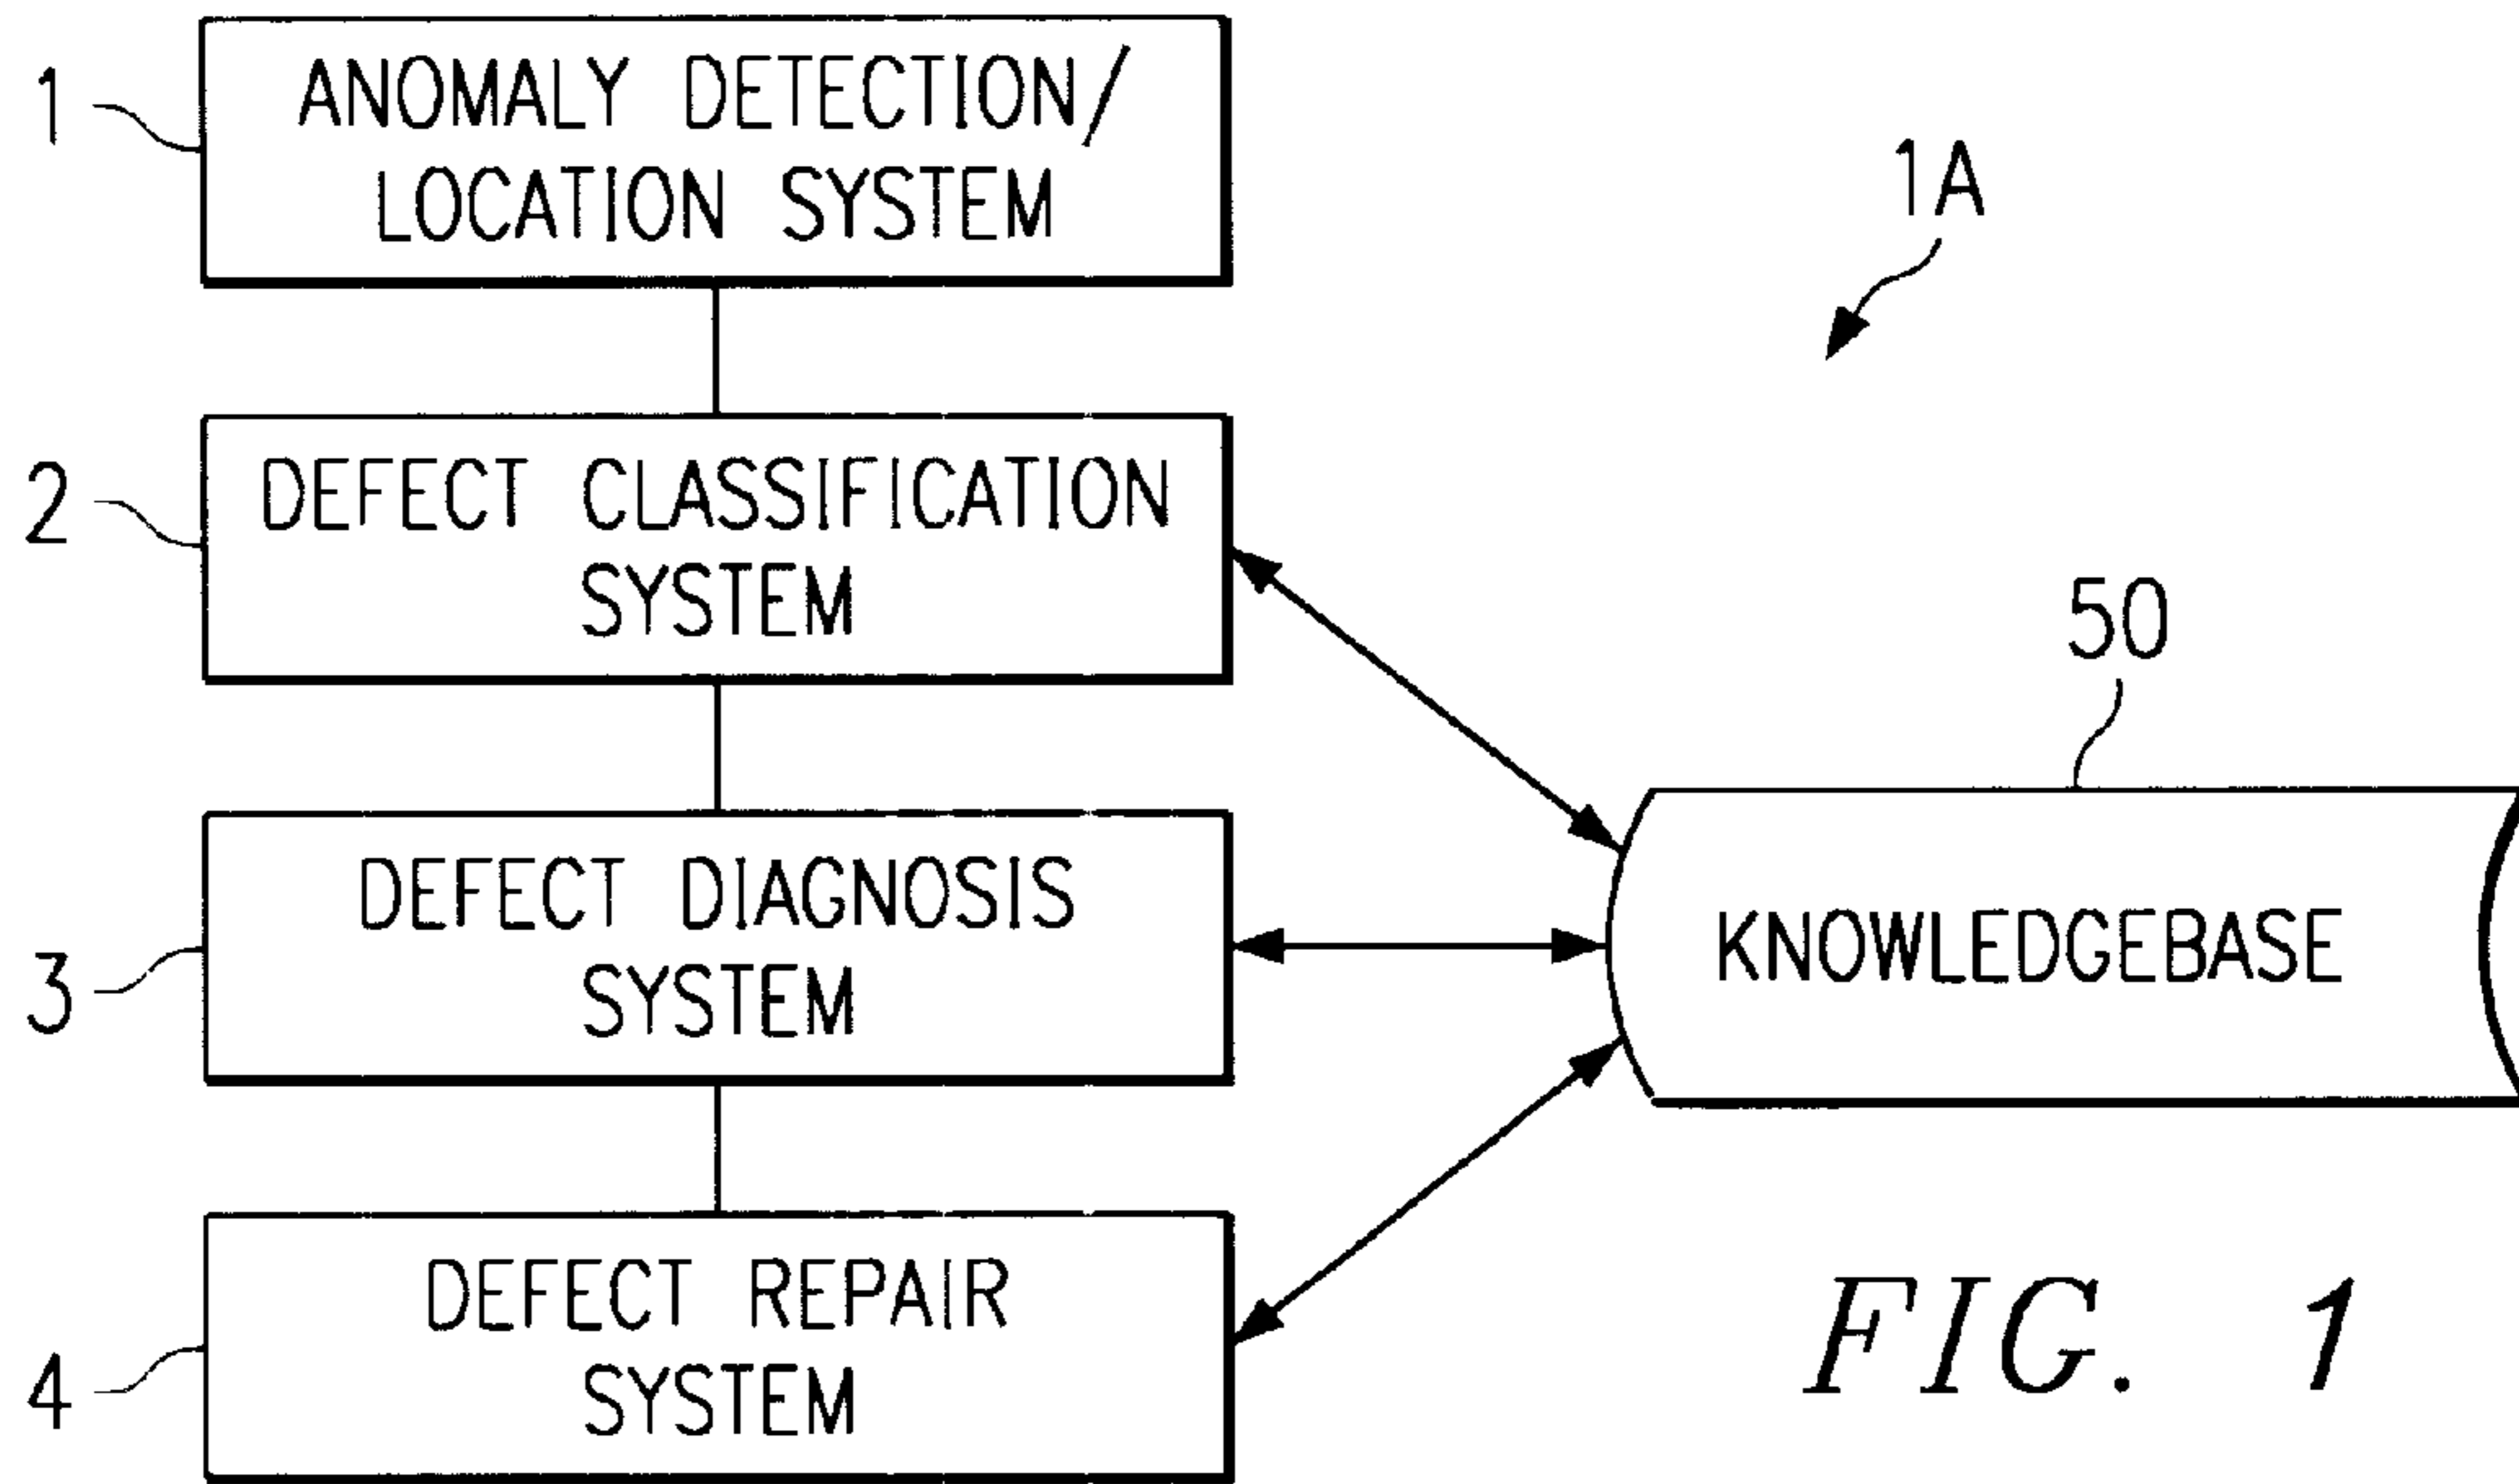 1
ANOMALY DETECTION/
LOCATION SYSTEM
1A
2
DEFECT CLASSIFICATION
SYSTEM
50
3
DEFECT DIAGNOSIS
SYSTEM
KNOWLEDGEBASE
4
DEFECT REPAIR
SYSTEM
FIG. 1